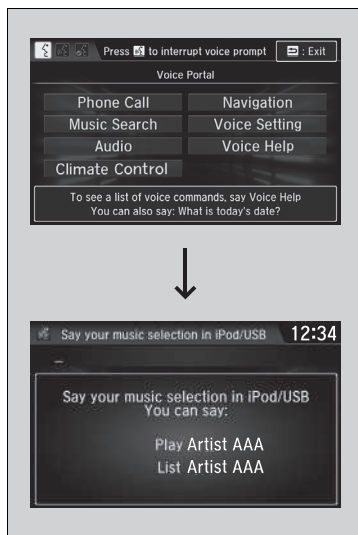 Press to interrupt voice prompt : Exit
Voice Portal
Phone Call Navigation
Music Search Voice Setting
Audio Voice Help
Climate Control
To see a list of voice commands, say Voice Help
You can also say: What is today's date?
Say your music selection in iPod/USB 12:34
Say your music selection in iPod/USB
You can say:
Play Artist AAA
List Artist AAA